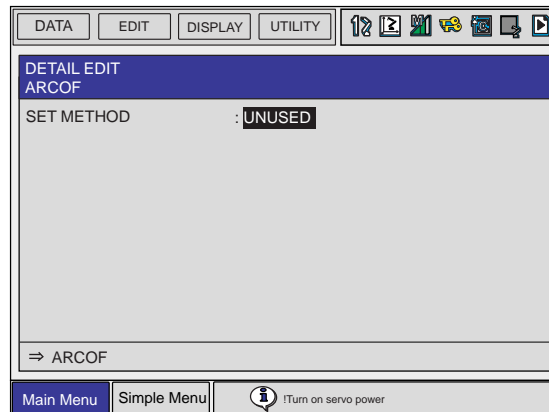 DATA EDIT DISPLAY UTILITY
DETAIL EDIT
ARCOF
SET METHOD : UNUSED
⇒ ARCOF
Main Menu Simple Menu !Turn on servo power